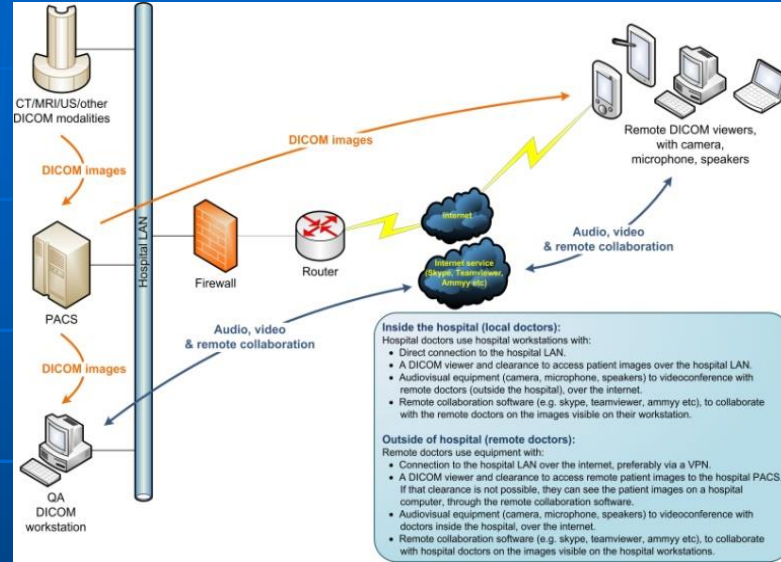 CT/MRI/US/other
DICOM modalities
DICOM images
PACS
DICOM images
QA
DICOM
workstation
Hospital LAN
Firewall
Router
DICOM images
Internet
Internet service
(Skype, Teamviewer,
Ammyy etc)
Audio, video
& remote collaboration
Remote DICOM viewers,
with camera,
microphone, speakers
Audio, video
& remote collaboration
Inside the hospital (local doctors):
Hospital doctors use hospital workstations with:
• Direct connection to the hospital LAN.
• A DICOM viewer and clearance to access patient images over the hospital LAN.
• Audiovisual equipment (camera, microphone, speakers) to videoconference with
remote doctors (outside the hospital), over the internet.
• Remote collaboration software (e.g. skype, teamviewer, ammyy etc), to collaborate
with the remote doctors on the images visible on their workstation.
Outside of hospital (remote doctors):
Remote doctors use equipment with:
• Connection to the hospital LAN over the internet, preferably via a VPN.
• A DICOM viewer and clearance to access remote patient images to the hospital PACS.
If that clearance is not possible, they can see the patient images on a hospital
computer, through the remote collaboration software.
• Audiovisual equipment (camera, microphone, speakers) to videoconference with
doctors inside the hospital, over the internet.
• Remote collaboration software (e.g. skype, teamviewer, ammyy etc), to collaborate
with hospital doctors on the images visible on the hospital workstations.